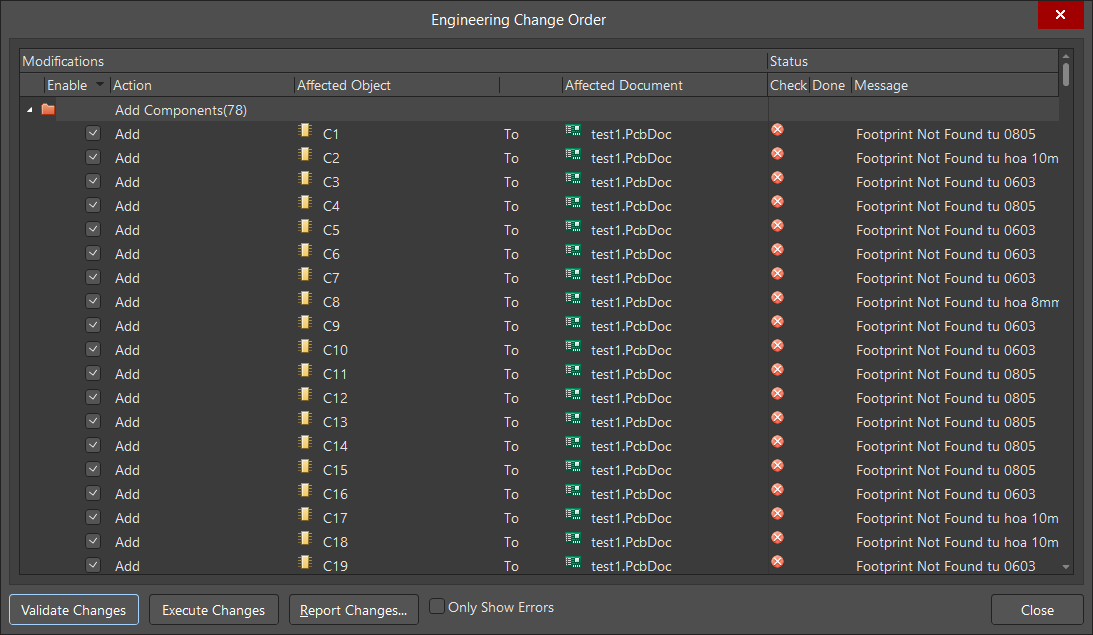 Engineering Change Order
Modifications Status
Enable Action Affected Object Affected Document Check Done Message
Add Components(78)
Add C1 To test1.PcbDoc Footprint Not Found tu 0805
Add C2 To test1.PcbDoc Footprint Not Found tu hoa 10m
Add C3 To test1.PcbDoc Footprint Not Found tu 0603
Add C4 To test1.PcbDoc Footprint Not Found tu 0805
Add C5 To test1.PcbDoc Footprint Not Found tu 0603
Add C6 To test1.PcbDoc Footprint Not Found tu 0603
Add C7 To test1.PcbDoc Footprint Not Found tu 0603
Add C8 To test1.PcbDoc Footprint Not Found tu hoa 8mm
Add C9 To test1.PcbDoc Footprint Not Found tu 0603
Add C10 To test1.PcbDoc Footprint Not Found tu 0603
Add C11 To test1.PcbDoc Footprint Not Found tu 0805
Add C12 To test1.PcbDoc Footprint Not Found tu 0805
Add C13 To test1.PcbDoc Footprint Not Found tu 0805
Add C14 To test1.PcbDoc Footprint Not Found tu 0805
Add C15 To test1.PcbDoc Footprint Not Found tu 0805
Add C16 To test1.PcbDoc Footprint Not Found tu 0603
Add C17 To test1.PcbDoc Footprint Not Found tu hoa 10m
Add C18 To test1.PcbDoc Footprint Not Found tu hoa 10m
Add C19 To test1.PcbDoc Footprint Not Found tu 0603
Validate Changes Execute Changes Report Changes... Only Show Errors Close